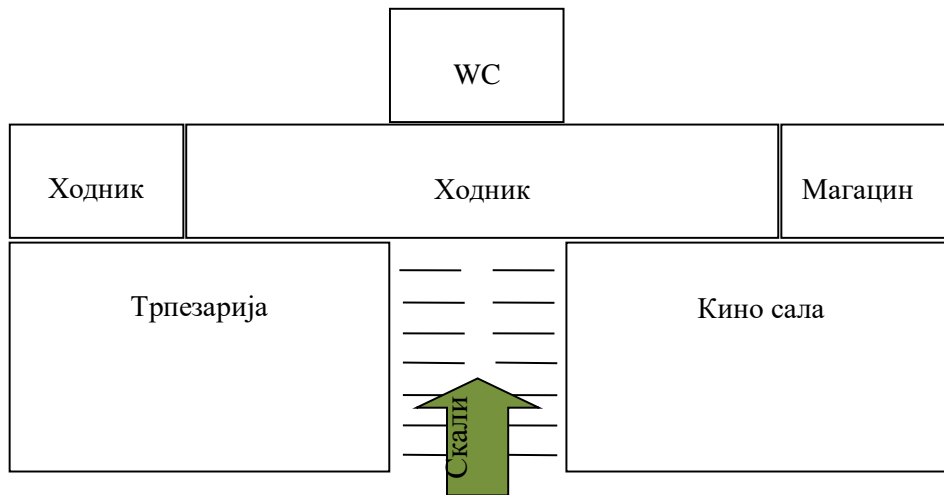 WC
Ходник
Ходник
Магацин
Трпезарија
Кино сала
Скали